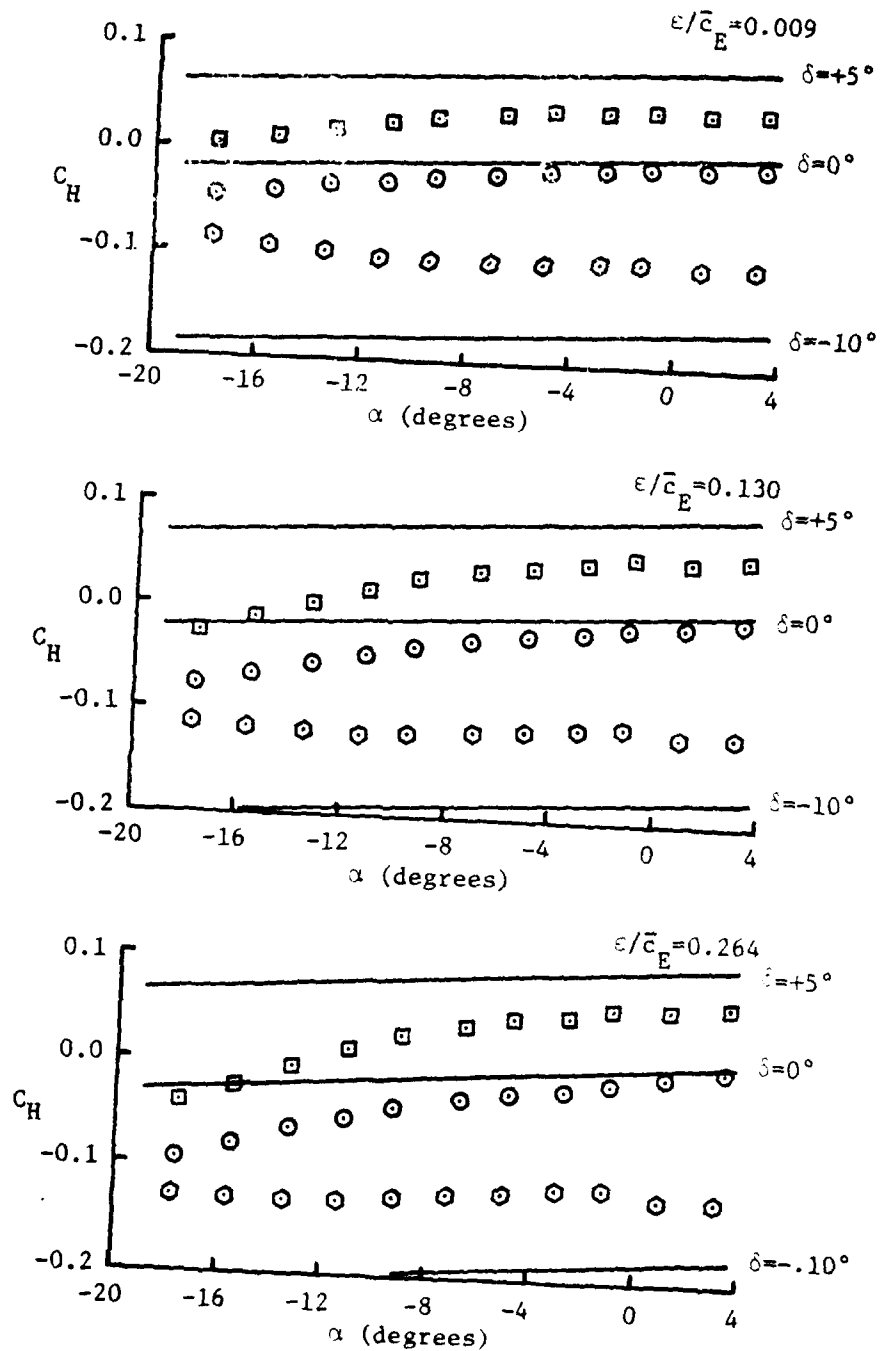 ε/c̄E=0.009
0.1
δ=+5°
0.0
δ=0°
CH
-0.1
-0.2
δ=-10°
-20
-16
-12
-8
-4
0
4
α (degrees)
ε/c̄E=0.130
0.1
δ=+5°
0.0
δ=0°
CH
-0.1
-0.2
δ=-10°
-20
-16
-12
-8
-4
0
4
α (degrees)
ε/c̄E=0.264
0.1
δ=+5°
0.0
δ=0°
CH
-0.1
-0.2
δ=-.10°
-20
-16
-12
-8
-4
0
4
α (degrees)